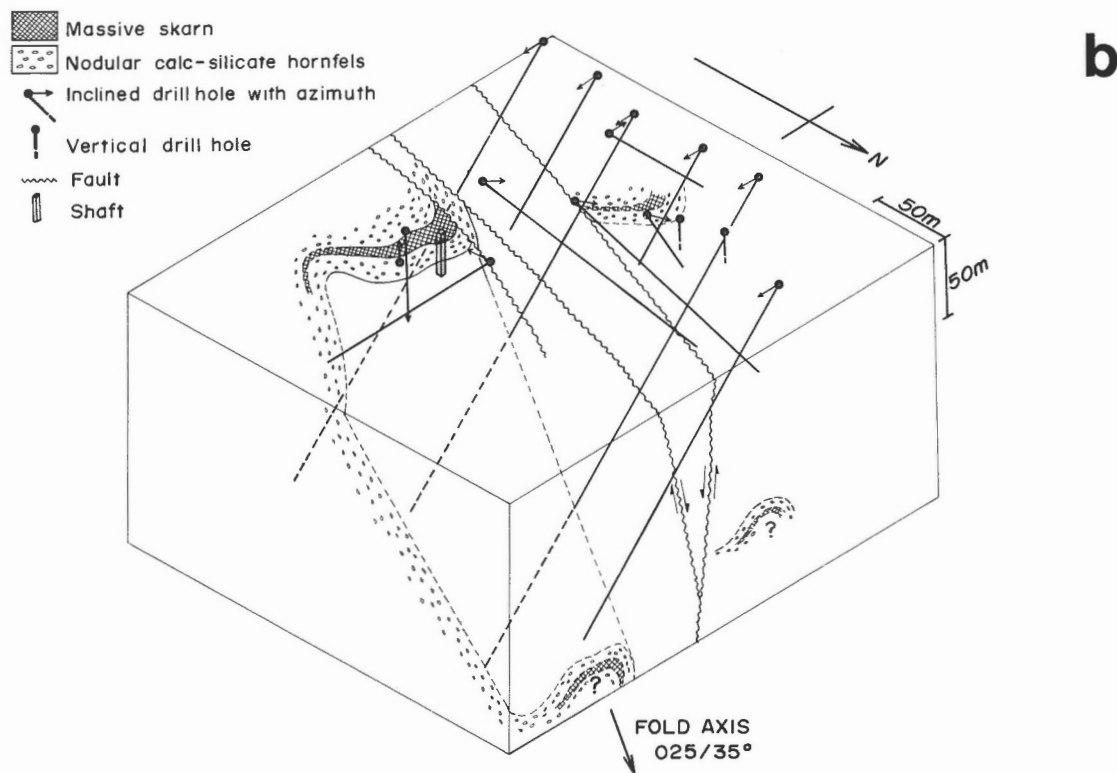 b
Massive skarn
Nodular calc-silicate hornfels
Inclined drill hole with azimuth
Vertical drill hole
Fault
Shaft
N
50m
50m
?
?
FOLD AXIS
025/35°